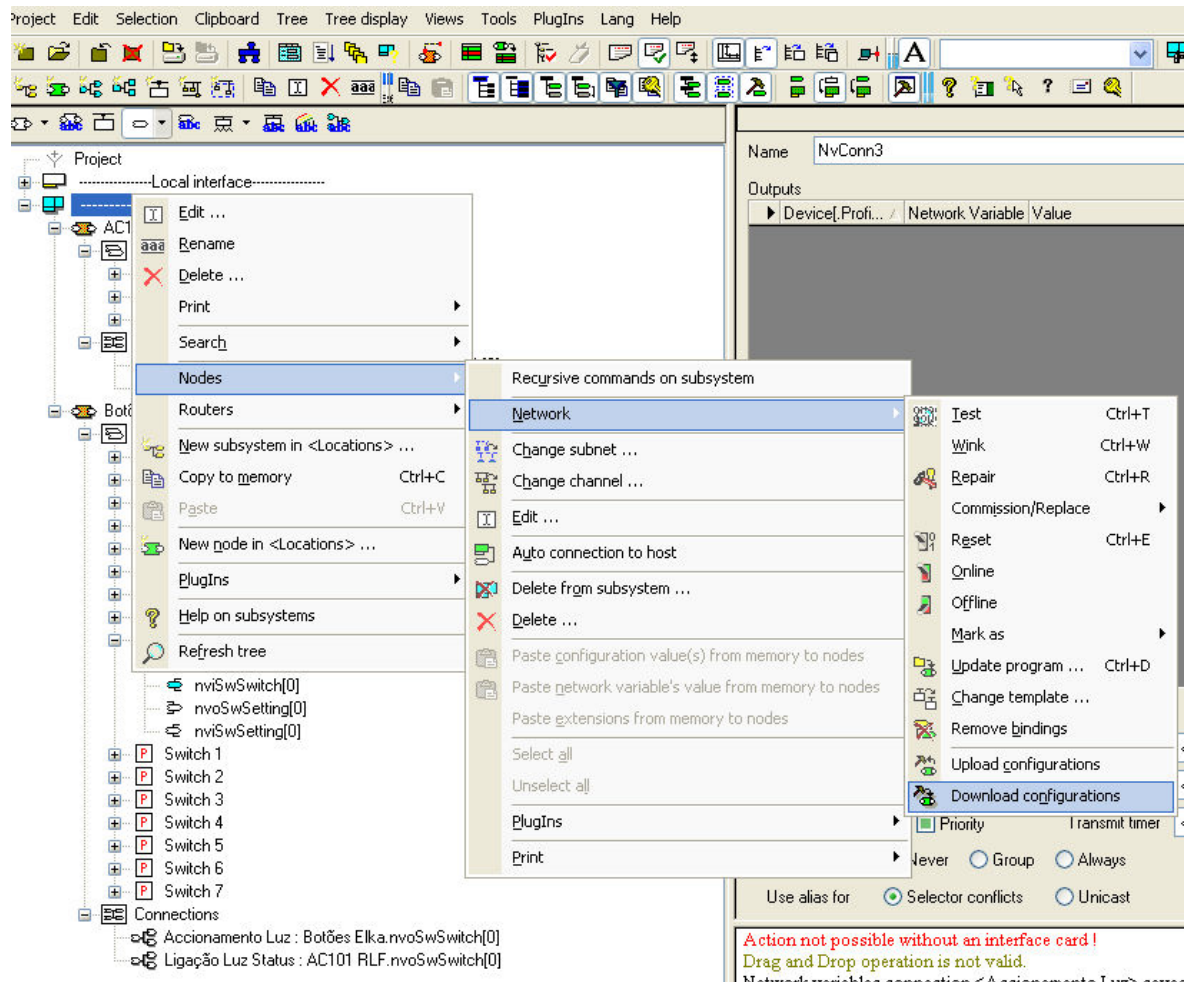 Project Edit Selection Clipboard Tree Tree display Views Tools PlugIns Lang Help
A
Project
----------------Local interface----------------
AC1
Botõ
nviSwSwitch[0]
nvoSwSetting[0]
nviSwSetting[0]
Switch 1
Switch 2
Switch 3
Switch 4
Switch 5
Switch 6
Switch 7
Connections
Accionamento Luz : Botões Elka.nvoSwSwitch[0]
Ligação Luz Status : AC101 RLF.nvoSwSwitch[0]
Edit ...
Rename
Delete ...
Print
Search
Nodes
Routers
New subsystem in <Locations> ...
Copy to memory Ctrl+C
Paste Ctrl+V
New node in <Locations> ...
PlugIns
Help on subsystems
Refresh tree
Recursive commands on subsystem
Network
Change subnet ...
Change channel ...
Edit ...
Auto connection to host
Delete from subsystem ...
Delete ...
Paste configuration value(s) from memory to nodes
Paste network variable's value from memory to nodes
Paste extensions from memory to nodes
Select all
Unselect all
PlugIns
Print
Test Ctrl+T
Wink Ctrl+W
Repair Ctrl+R
Commission/Replace
Reset Ctrl+E
Online
Offline
Mark as
Update program ... Ctrl+D
Change template ...
Remove bindings
Upload configurations
Download configurations
Name NvConn3
Outputs
Device[.Profi... Network Variable Value
Priority Transmit timer
Never Group Always
Use alias for Selector conflicts Unicast
Action not possible without an interface card !
Drag and Drop operation is not valid.